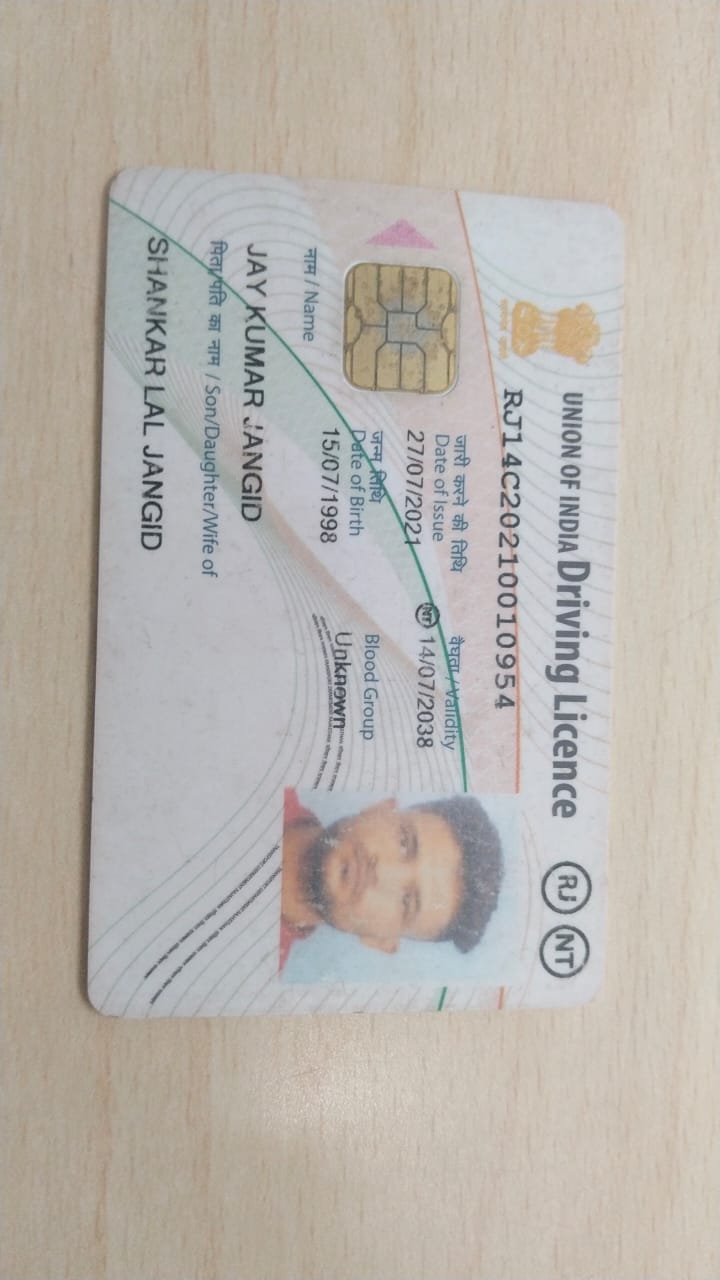 UNION OF INDIA Driving Licence RJ NT
RJ14C20210010954
जारी करने की तिथि
Date of Issue
27/07/2021
वैधता / Validity
NT 14/07/2038
जन्म तिथि
Date of Birth
15/07/1998
Blood Group
Unknown
नाम / Name
JAY KUMAR JANGID
पिता/पति का नाम / Son/Daughter/Wife of
SHANKAR LAL JANGID